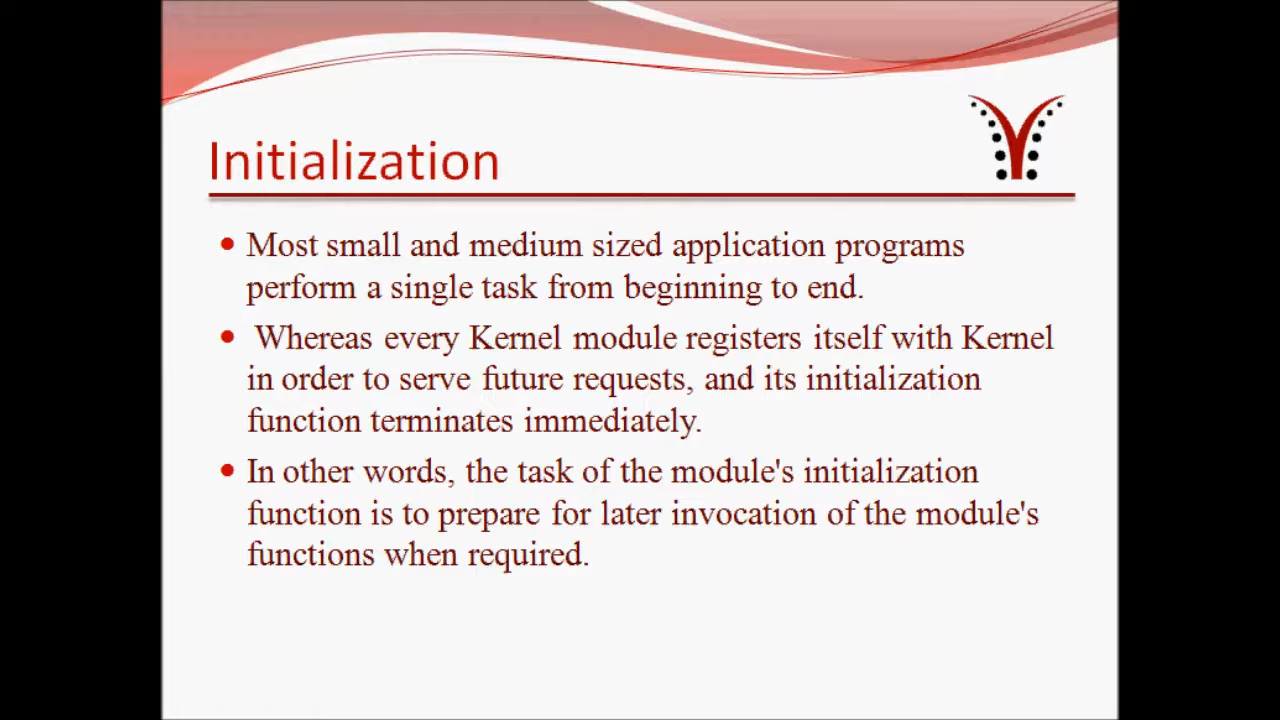 Initialization
Most small and medium sized application programs
perform a single task from beginning to end.
Whereas every Kernel module registers itself with Kernel
in order to serve future requests, and its initialization
function terminates immediately.
In other words, the task of the module's initialization
function is to prepare for later invocation of the module's
functions when required.